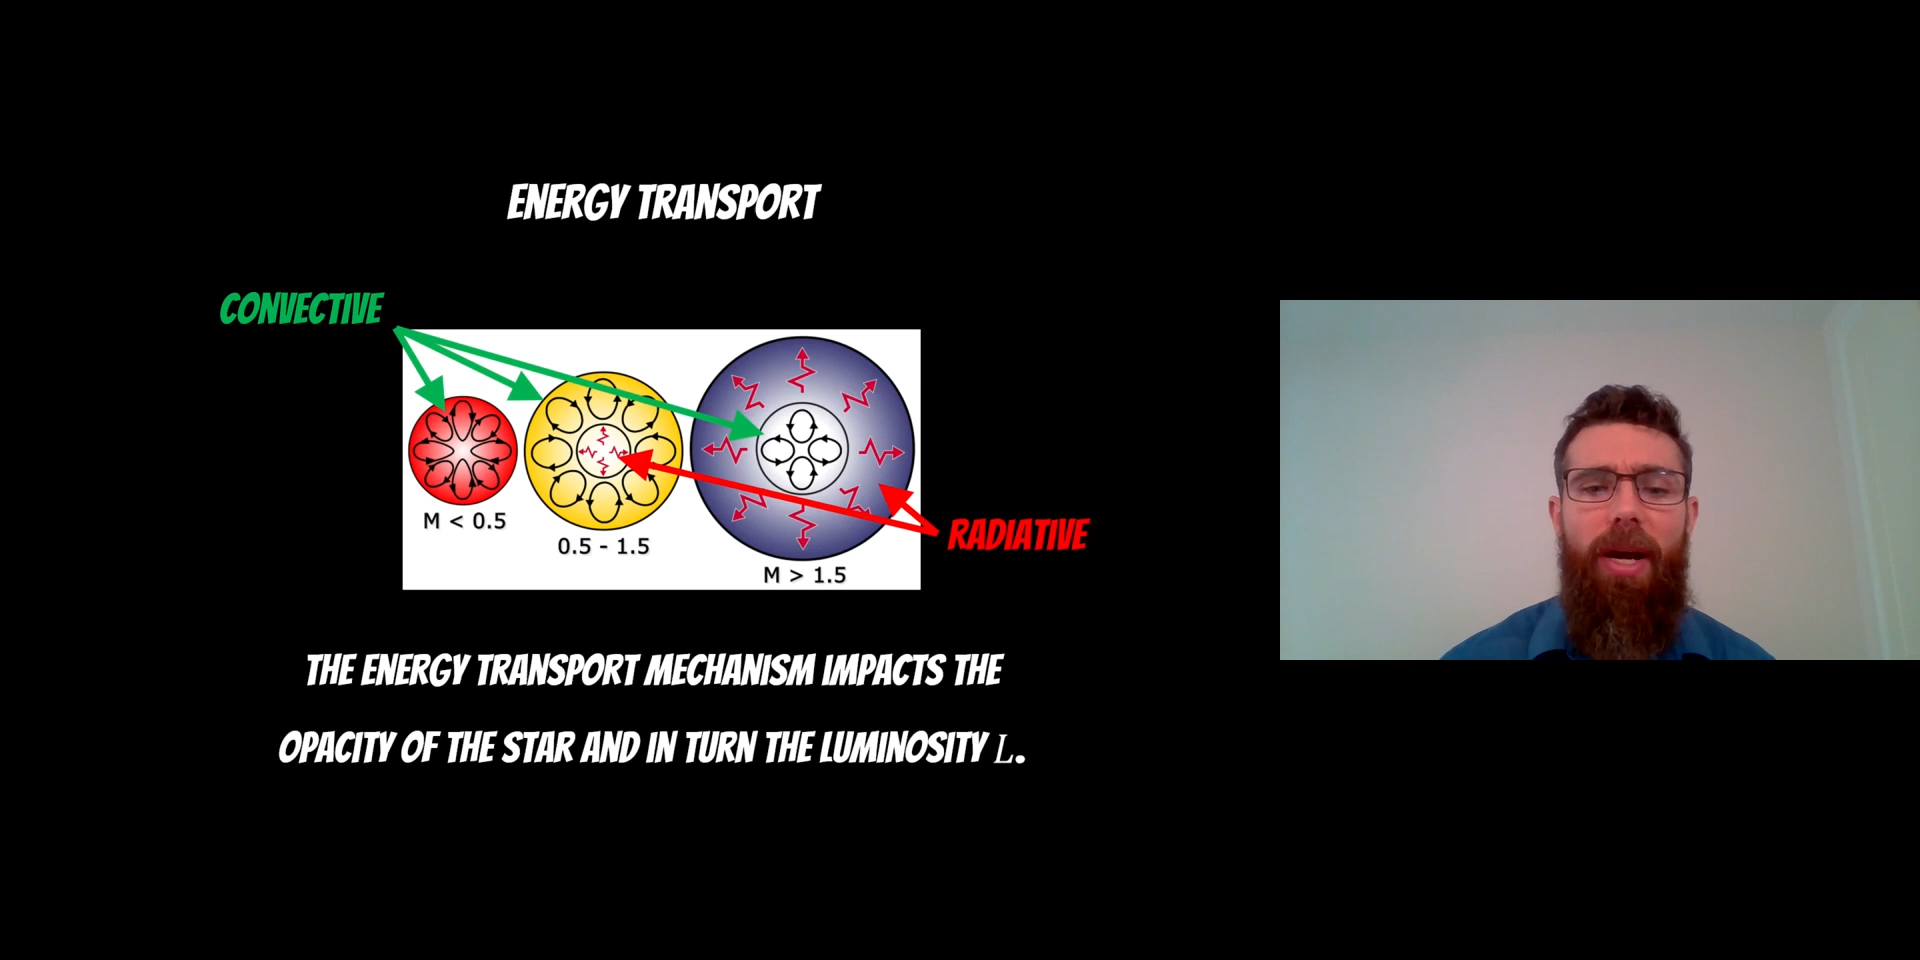 ENERGY TRANSPORT
CONVECTIVE
M < 0.5
0.5 - 1.5
M > 1.5
RADIATIVE
THE ENERGY TRANSPORT MECHANISM IMPACTS THE
OPACITY OF THE STAR AND IN TURN THE LUMINOSITY L.